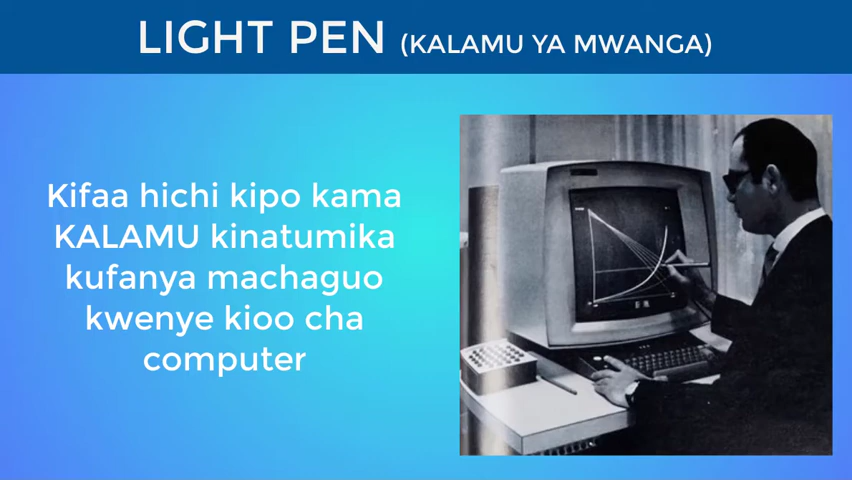 LIGHT PEN (KALAMU YA MWANGA)
Kifaa hichi kipo kama
KALAMU kinatumika
kufanya machaguo
kwenye kioo cha
computer